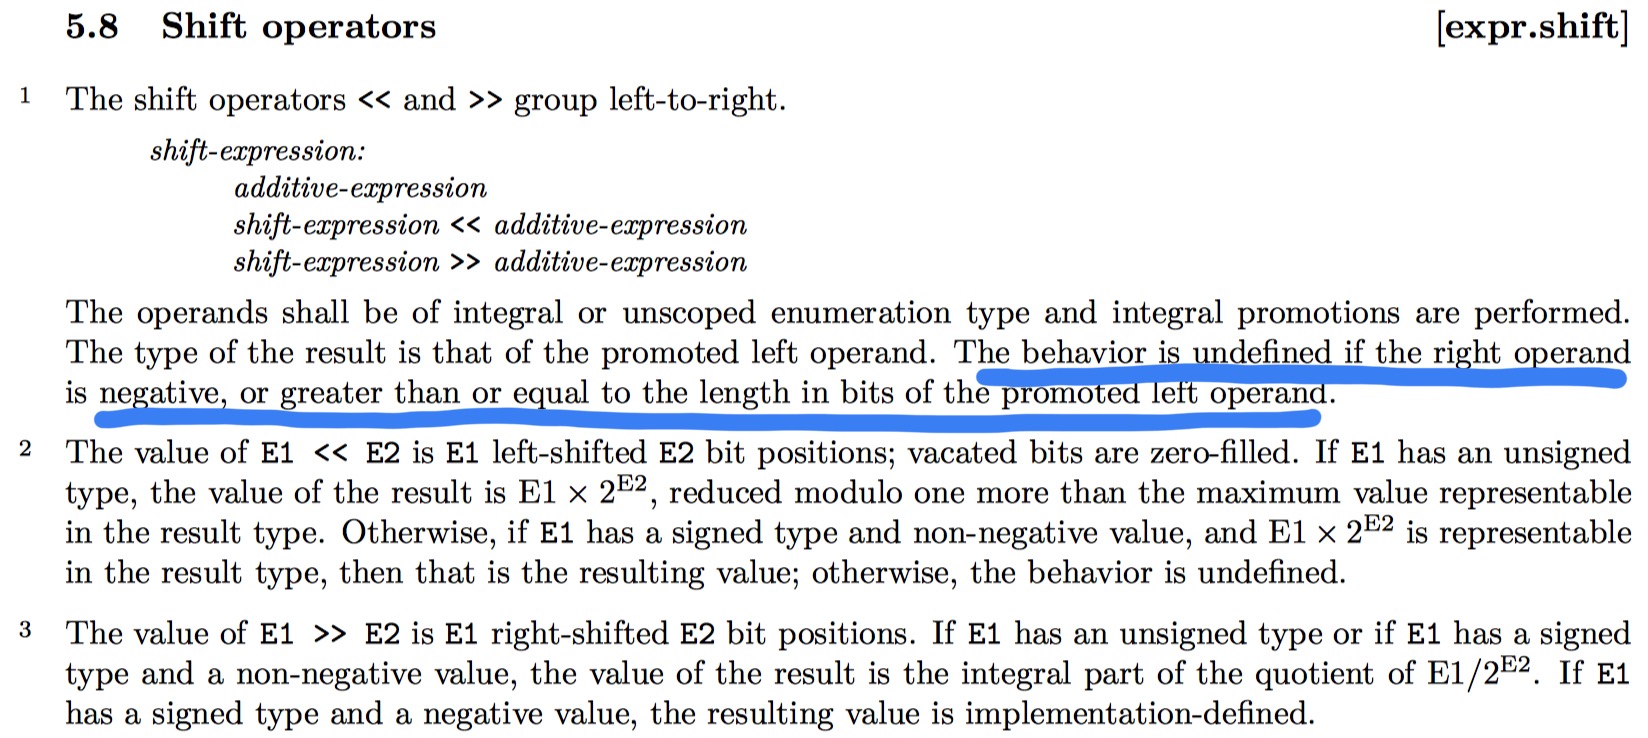 5.8 Shift operators [expr.shift]
1 The shift operators << and >> group left-to-right.
shift-expression:
additive-expression
shift-expression << additive-expression
shift-expression >> additive-expression
The operands shall be of integral or unscoped enumeration type and integral promotions are performed.
The type of the result is that of the promoted left operand. The behavior is undefined if the right operand
is negative, or greater than or equal to the length in bits of the promoted left operand.
2 The value of E1 << E2 is E1 left-shifted E2 bit positions; vacated bits are zero-filled. If E1 has an unsigned
type, the value of the result is E1 × 2^E2, reduced modulo one more than the maximum value representable
in the result type. Otherwise, if E1 has a signed type and non-negative value, and E1 × 2^E2 is representable
in the result type, then that is the resulting value; otherwise, the behavior is undefined.
3 The value of E1 >> E2 is E1 right-shifted E2 bit positions. If E1 has an unsigned type or if E1 has a signed
type and a non-negative value, the value of the result is the integral part of the quotient of E1/2^E2. If E1
has a signed type and a negative value, the resulting value is implementation-defined.